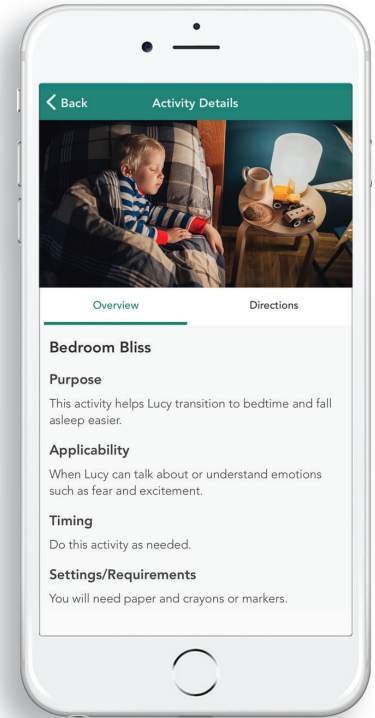 Back
Activity Details
Overview
Directions
Bedroom Bliss
Purpose
This activity helps Lucy transition to bedtime and fall
asleep easier.
Applicability
When Lucy can talk about or understand emotions
such as fear and excitement.
Timing
Do this activity as needed.
Settings/Requirements
You will need paper and crayons or markers.